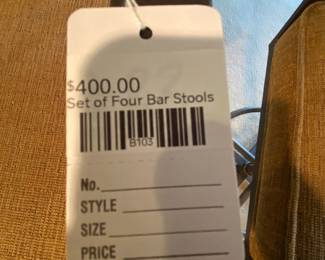 $400.00
Set of Four Bar Stools
B103
No.
STYLE
SIZE
PRICE